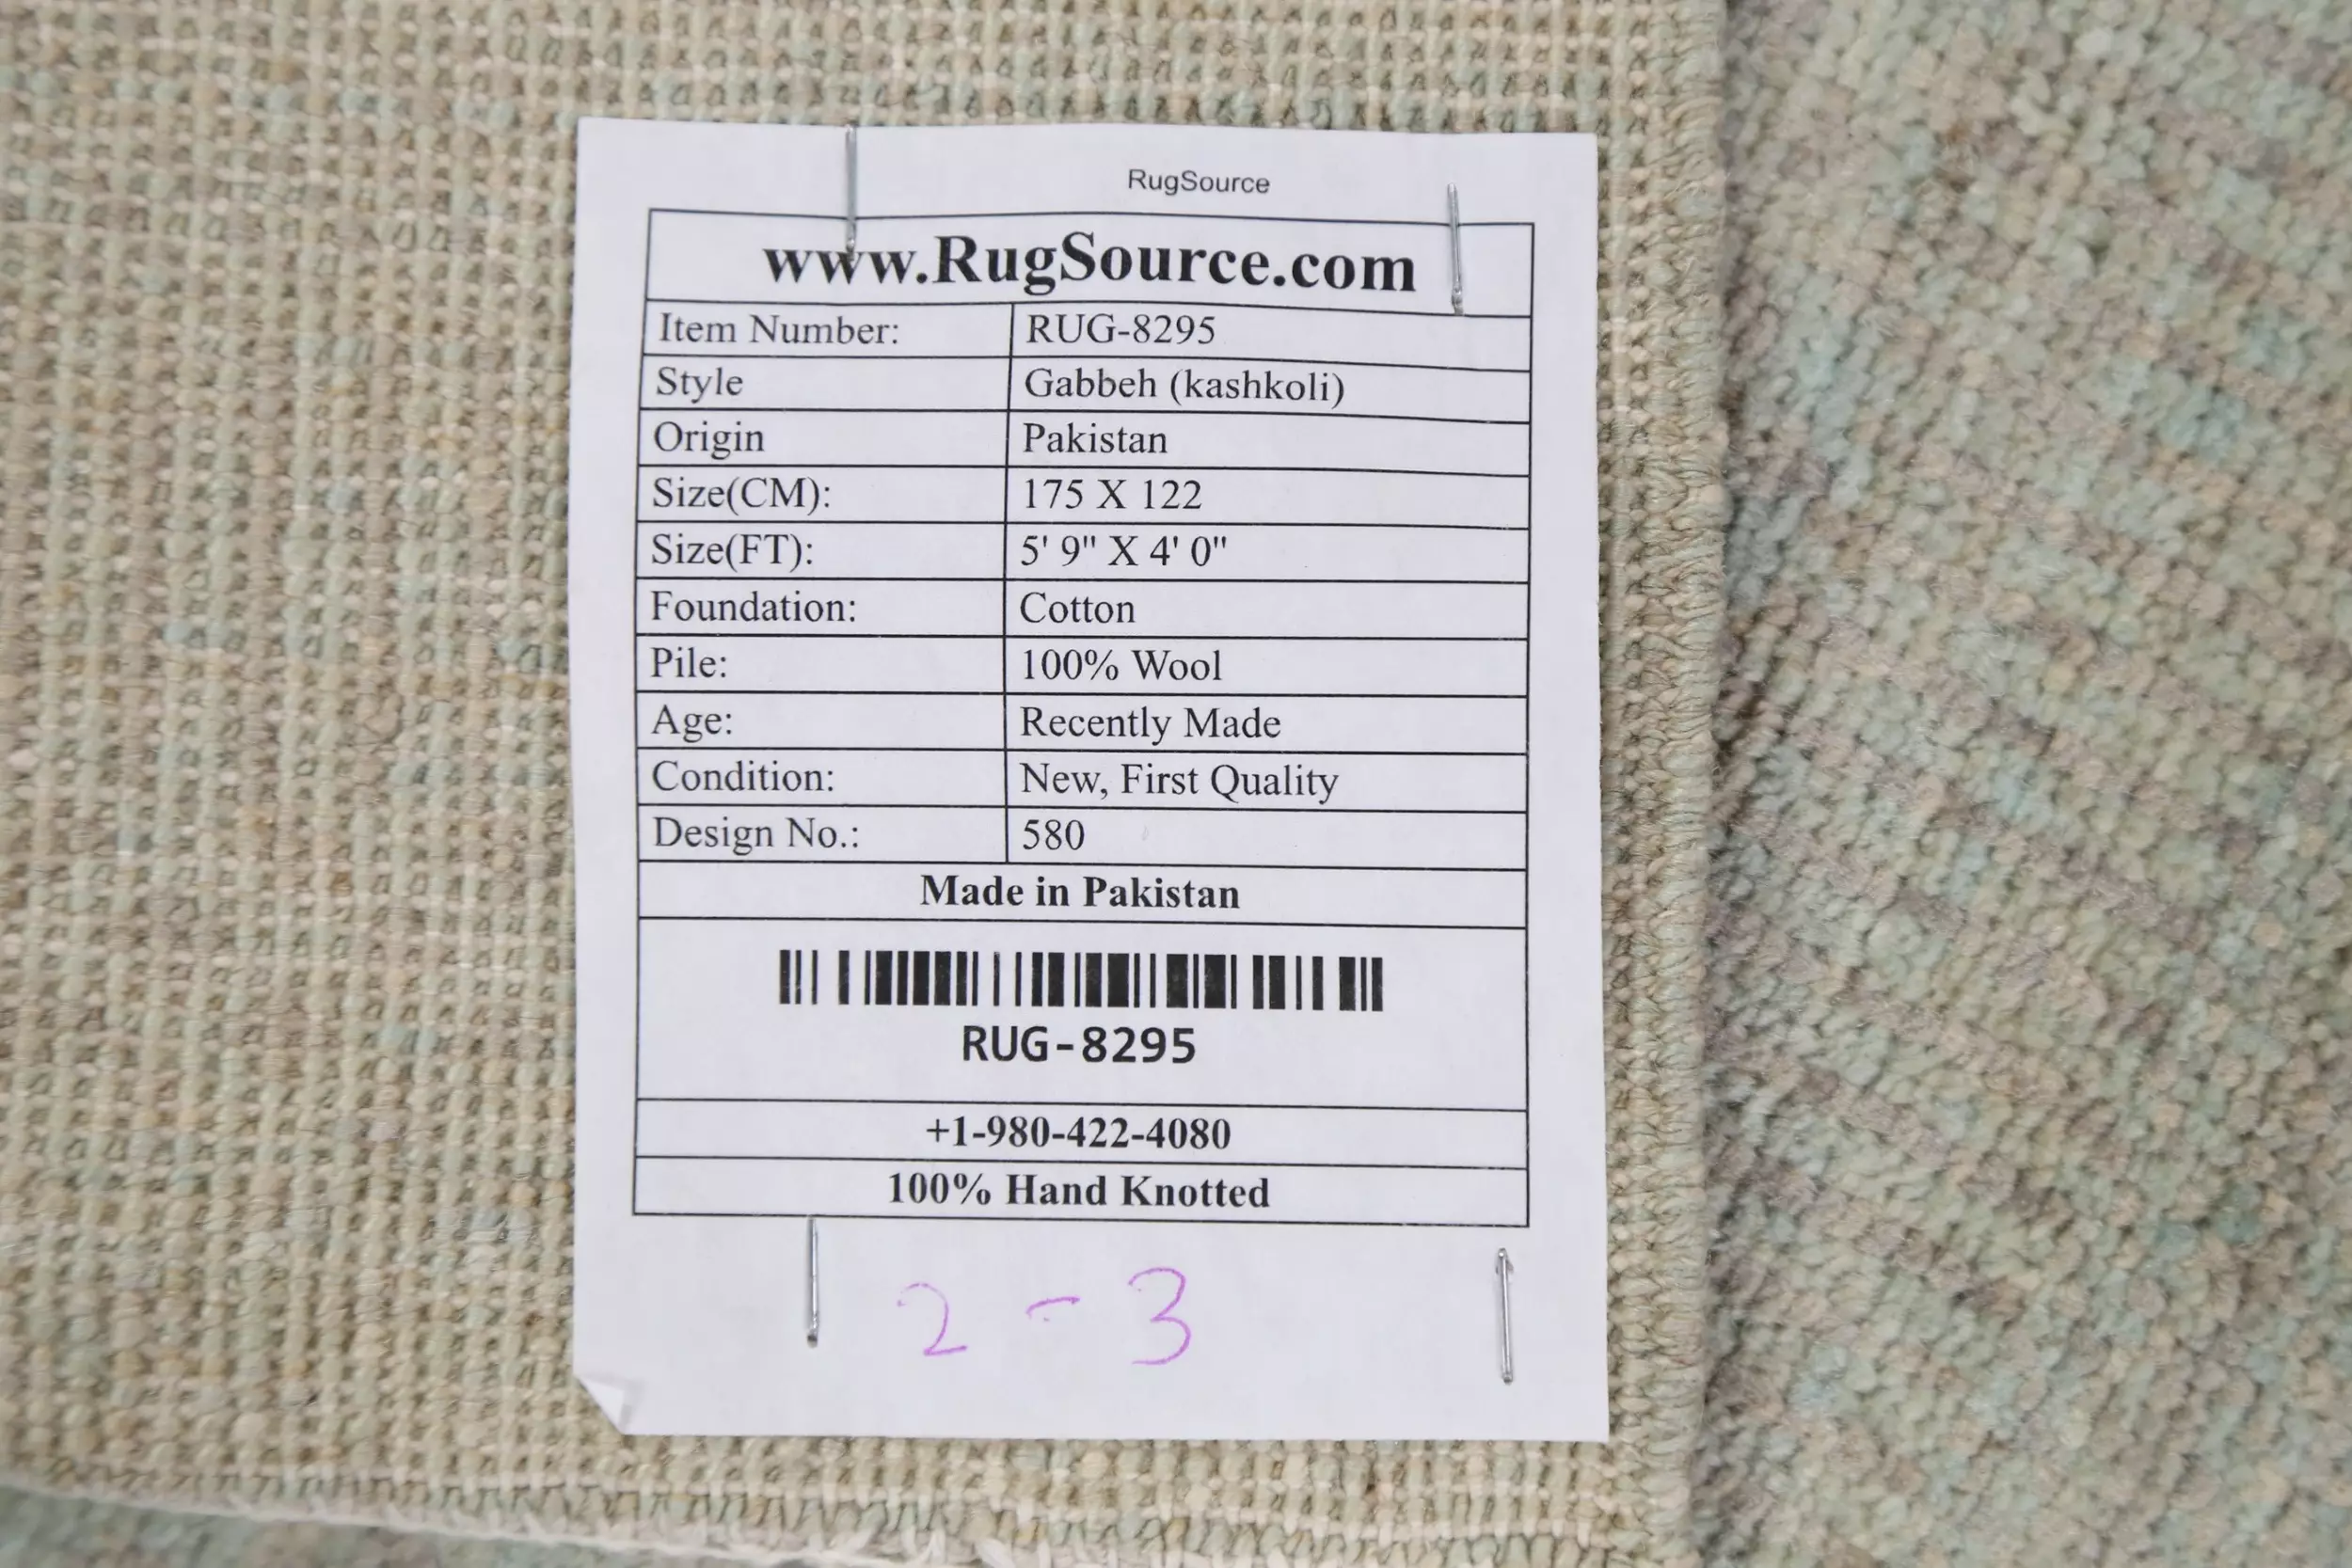 RugSource
www.RugSource.com
Item Number: RUG-8295
Style Gabbeh (kashkoli)
Origin Pakistan
Size(CM): 175 X 122
Size(FT): 5' 9" X 4' 0"
Foundation: Cotton
Pile: 100% Wool
Age: Recently Made
Condition: New, First Quality
Design No.: 580
Made in Pakistan
RUG-8295
+1-980-422-4080
100% Hand Knotted
2 - 3